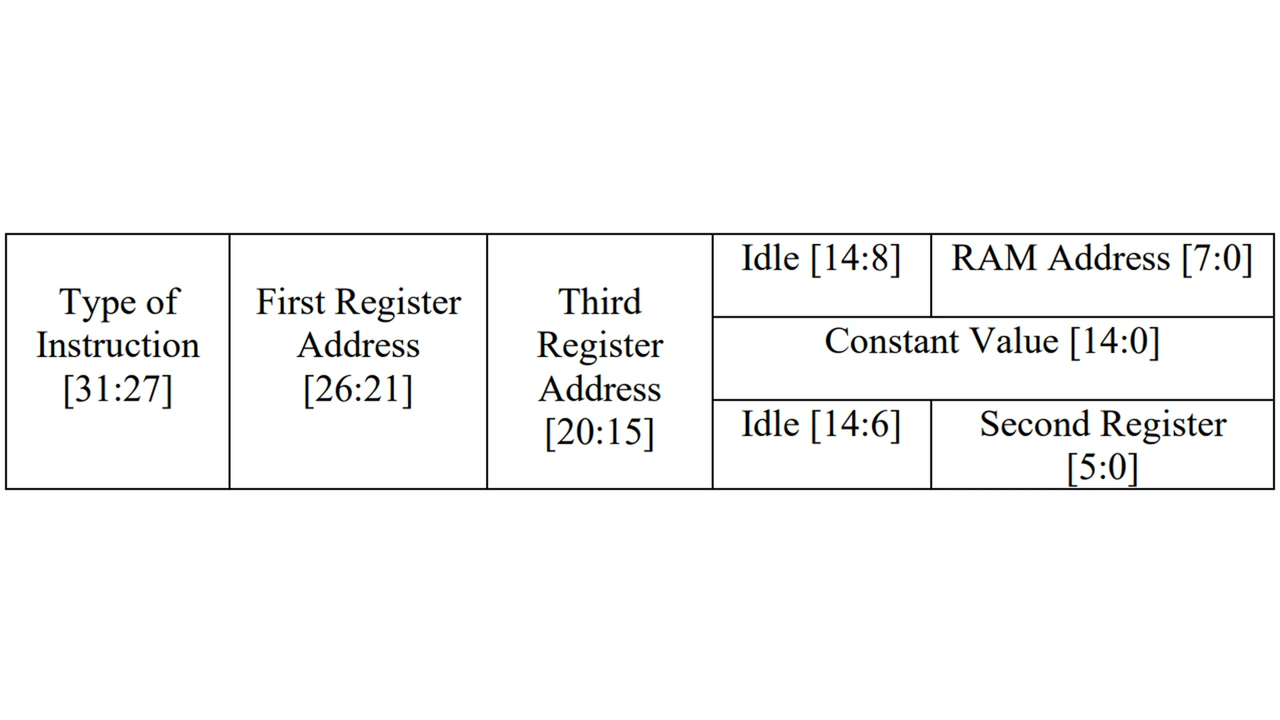 Type of
Instruction
[31:27]
First Register
Address
[26:21]
Third
Register
Address
[20:15]
Idle [14:8]
RAM Address [7:0]
Constant Value [14:0]
Idle [14:6]
Second Register
[5:0]